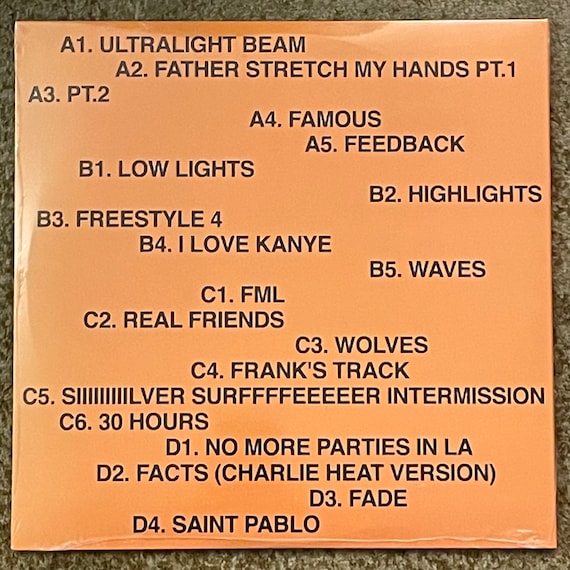 A1. ULTRALIGHT BEAM
A2. FATHER STRETCH MY HANDS PT.1
A3. PT.2
A4. FAMOUS
A5. FEEDBACK
B1. LOW LIGHTS
B2. HIGHLIGHTS
B3. FREESTYLE 4
B4. I LOVE KANYE
B5. WAVES
C1. FML
C2. REAL FRIENDS
C3. WOLVES
C4. FRANK'S TRACK
C5. SIIIIIIIIILVER SURFFFFEEEEER INTERMISSION
C6. 30 HOURS
D1. NO MORE PARTIES IN LA
D2. FACTS (CHARLIE HEAT VERSION)
D3. FADE
D4. SAINT PABLO